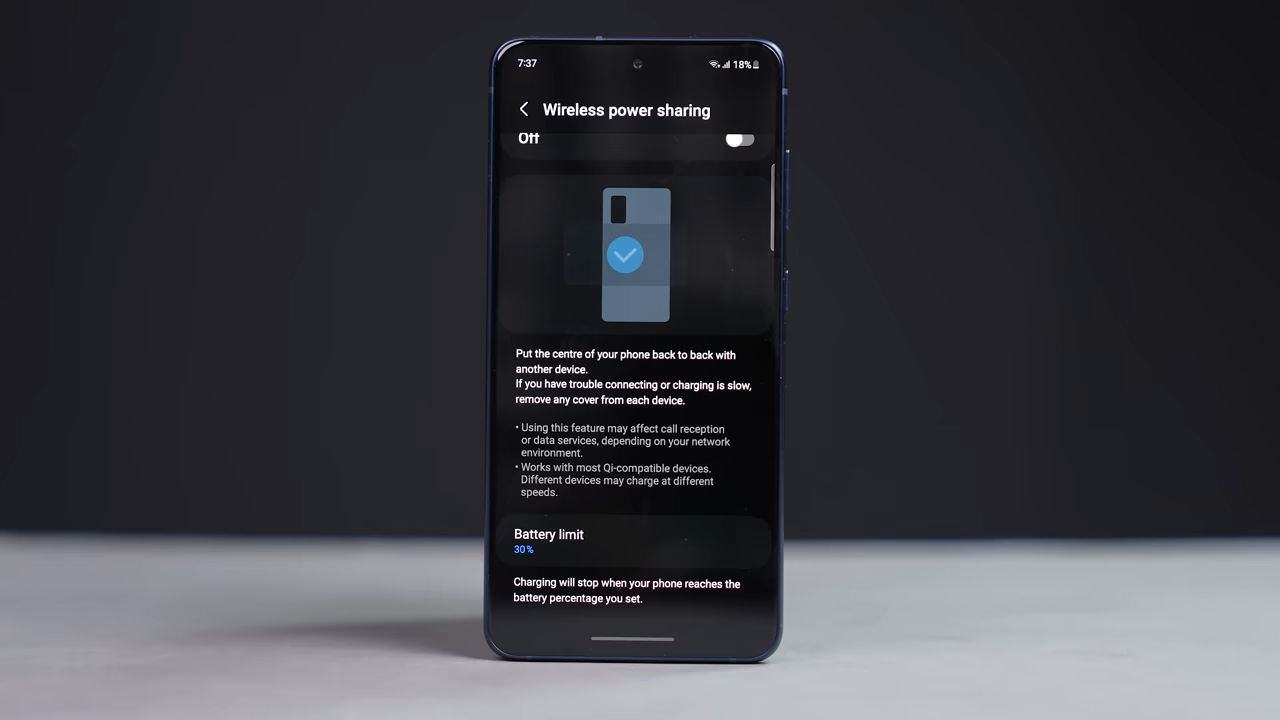 7:37
18%
Wireless power sharing
Off
Put the centre of your phone back to back with
another device.
If you have trouble connecting or charging is slow,
remove any cover from each device.
• Using this feature may affect call reception
or data services, depending on your network
environment.
• Works with most Qi-compatible devices.
Different devices may charge at different
speeds.
Battery limit
30%
Charging will stop when your phone reaches the
battery percentage you set.